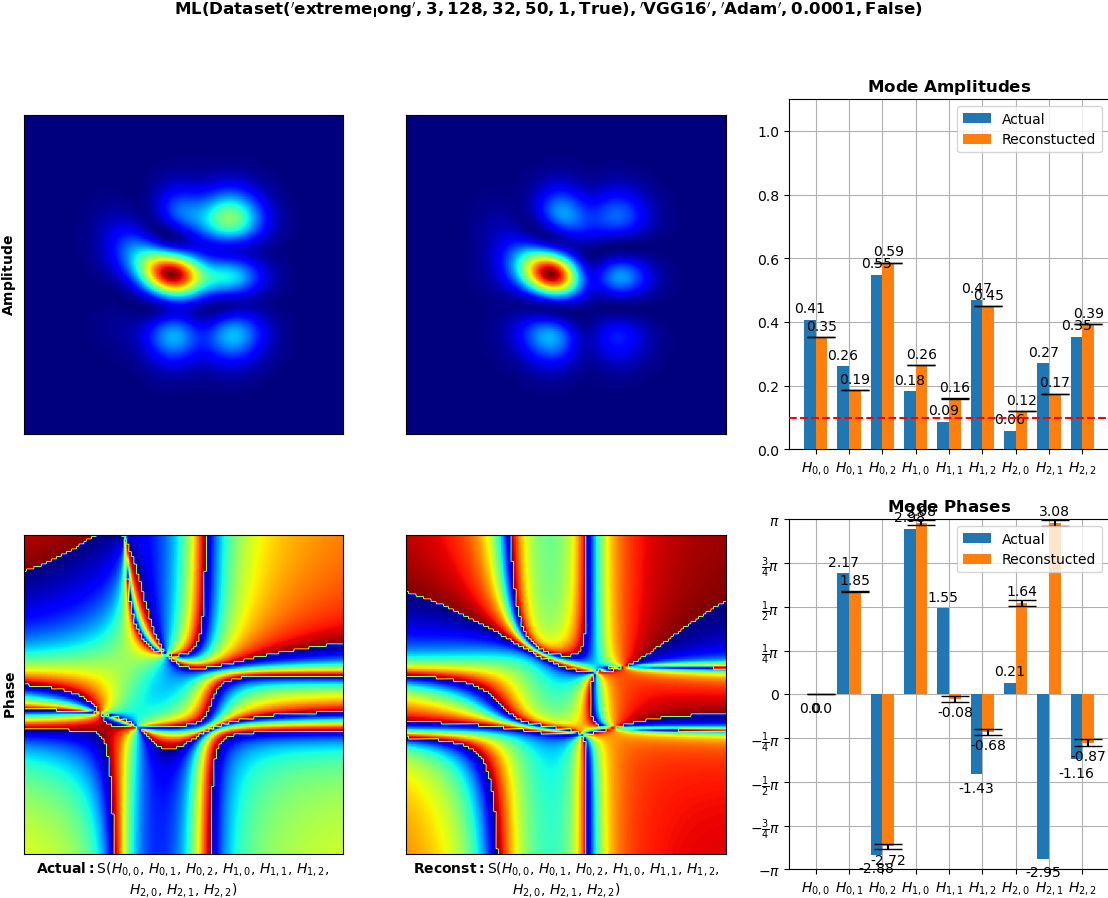 ML(Dataset('extreme_long', 3, 128, 32, 50, 1, True), 'VGG16', 'Adam', 0.0001, False)
Mode Amplitudes
Amplitude
1.0
0.8
0.6
0.4
0.2
0.0
Actual
Reconstucted
0.41
0.35
0.26
0.19
0.55
0.59
0.18
0.26
0.09
0.16
0.47
0.45
0.06
0.12
0.27
0.17
0.35
0.39
H0,0 H0,1 H0,2 H1,0 H1,1 H1,2 H2,0 H2,1 H2,2
Mode Phases
Phase
π
3/4π
1/2π
1/4π
0
−1/4π
−1/2π
−3/4π
−π
Actual
Reconstucted
0.0
0.0
2.17
1.85
-2.88
-2.72
2.98
1.55
-0.08
-1.43
-0.68
0.21
1.64
-2.95
3.08
-1.16
-0.87
H0,0 H0,1 H0,2 H1,0 H1,1 H1,2 H2,0 H2,1 H2,2
Actual: S(H0,0, H0,1, H0,2, H1,0, H1,1, H1,2,
H2,0, H2,1, H2,2)
Reconst: S(H0,0, H0,1, H0,2, H1,0, H1,1, H1,2,
H2,0, H2,1, H2,2)